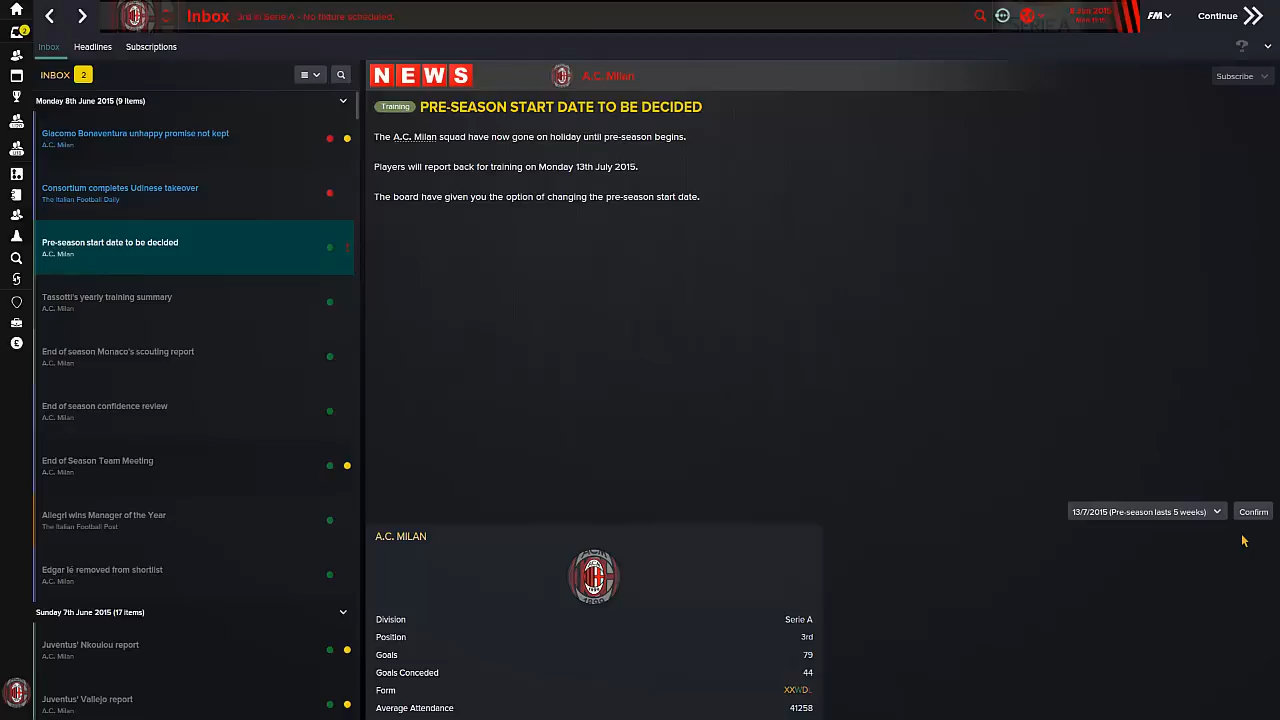 2
Inbox
3rd in Serie A - No fixture scheduled.
8 Jun 2015
FM
Continue
Inbox
Headlines
Subscriptions
INBOX 2
Monday 8th June 2015 (9 items)
Giacomo Bonaventura unhappy promise not kept
A.C. Milan
Consortium completes Udinese takeover
The Italian Football Daily
Pre-season start date to be decided
A.C. Milan
Tassotti's yearly training summary
A.C. Milan
End of season Monaco's scouting report
A.C. Milan
End of season confidence review
A.C. Milan
End of Season Team Meeting
A.C. Milan
Allegri wins Manager of the Year
The Italian Football Post
Edgar Ié removed from shortlist
A.C. Milan
Sunday 7th June 2015 (17 items)
Juventus' Nkoulou report
A.C. Milan
Juventus' Vallejo report
A.C. Milan
NEWS
A.C. Milan
Subscribe
Training PRE-SEASON START DATE TO BE DECIDED
The A.C. Milan squad have now gone on holiday until pre-season begins.
Players will report back for training on Monday 13th July 2015.
The board have given you the option of changing the pre-season start date.
13/7/2015 (Pre-season lasts 5 weeks)
Confirm
A.C. MILAN
Division Serie A
Position 3rd
Goals 79
Goals Conceded 44
Form XXWDL
Average Attendance 41258